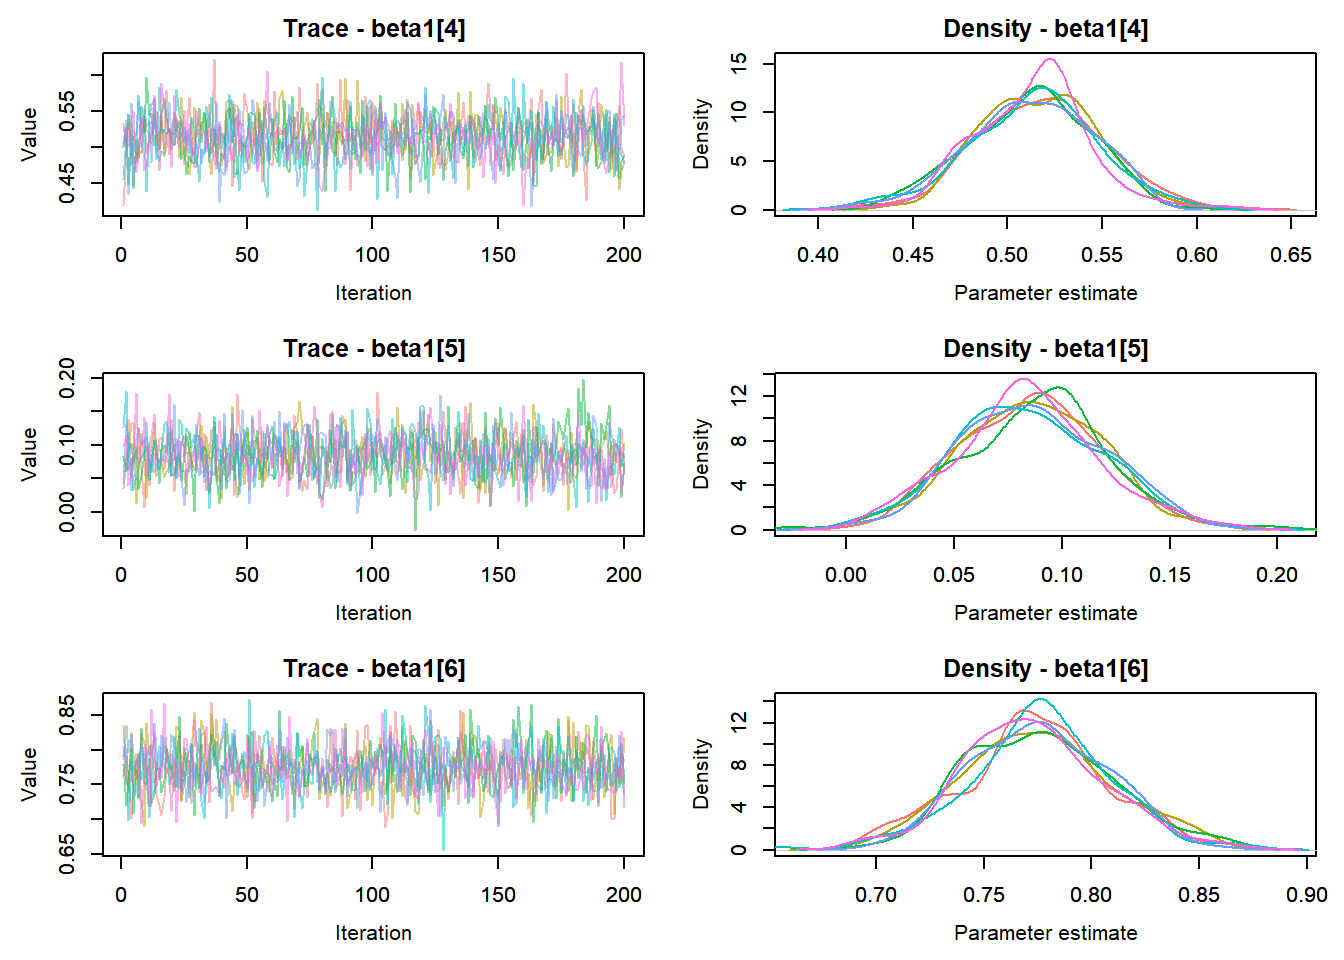 Trace - beta1[4]
Value
0.45 0.55
0 50 100 150 200
Iteration
Density - beta1[4]
Density
0 5 10 15
0.40 0.45 0.50 0.55 0.60 0.65
Parameter estimate
Trace - beta1[5]
Value
0.00 0.10 0.20
0 50 100 150 200
Iteration
Density - beta1[5]
Density
0 4 8 12
0.00 0.05 0.10 0.15 0.20
Parameter estimate
Trace - beta1[6]
Value
0.65 0.75 0.85
0 50 100 150 200
Iteration
Density - beta1[6]
Density
0 4 8 12
0.70 0.75 0.80 0.85 0.90
Parameter estimate